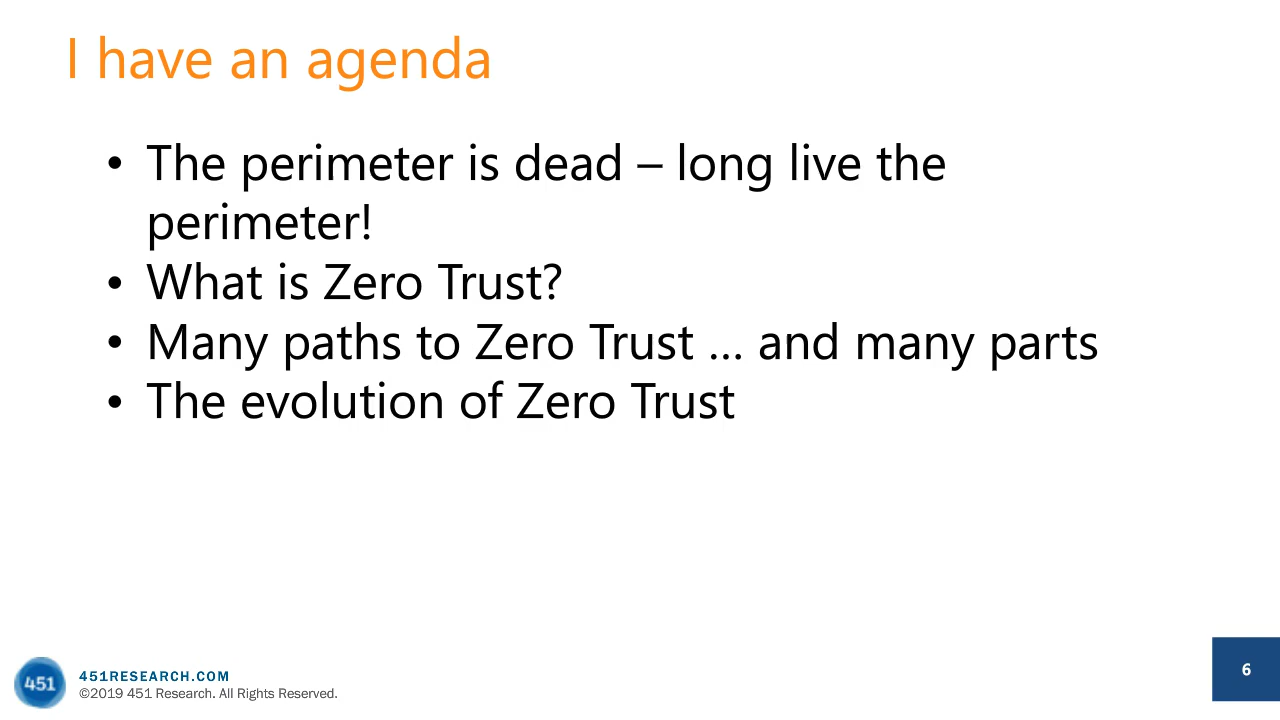 I have an agenda
• The perimeter is dead – long live the
perimeter!
• What is Zero Trust?
• Many paths to Zero Trust … and many parts
• The evolution of Zero Trust
451
451RESEARCH.COM
©2019 451 Research. All Rights Reserved.
6